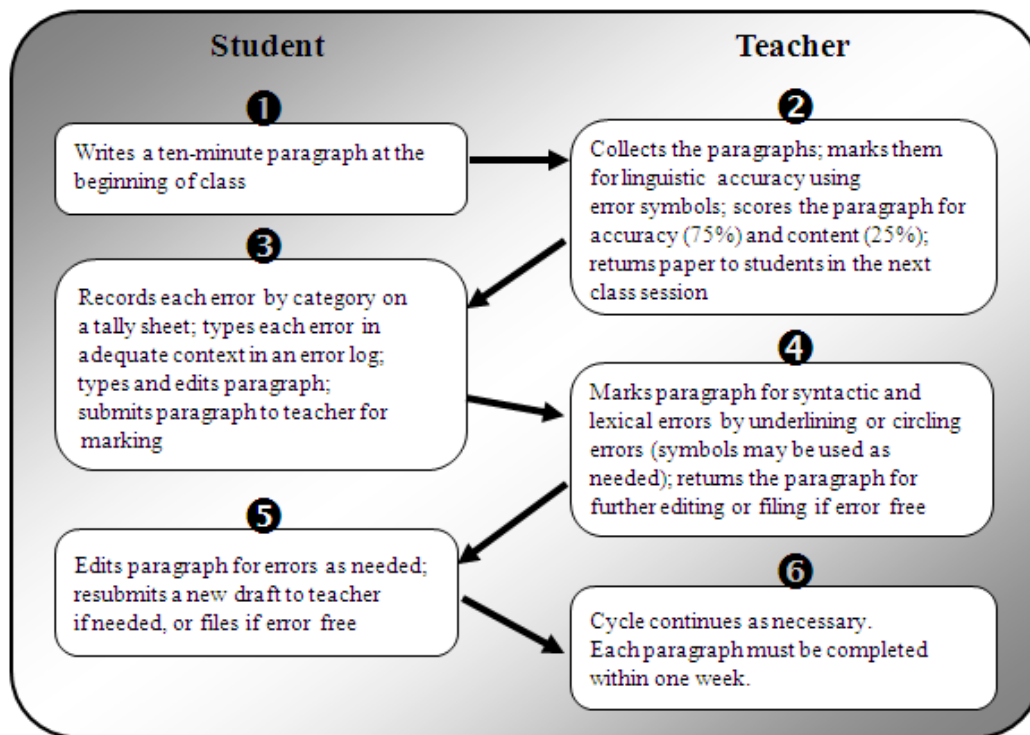 Student
Teacher
❶
Writes a ten-minute paragraph at the
beginning of class
❷
Collects the paragraphs; marks them
for linguistic accuracy using
error symbols; scores the paragraph for
accuracy (75%) and content (25%);
returns paper to students in the next
class session
❸
Records each error by category on
a tally sheet; types each error in
adequate context in an error log;
types and edits paragraph;
submits paragraph to teacher for
marking
❹
Marks paragraph for syntactic and
lexical errors by underlining or circling
errors (symbols may be used as
needed); returns the paragraph for
further editing or filing if error free
❺
Edits paragraph for errors as needed;
resubmits a new draft to teacher
if needed, or files if error free
❻
Cycle continues as necessary.
Each paragraph must be completed
within one week.